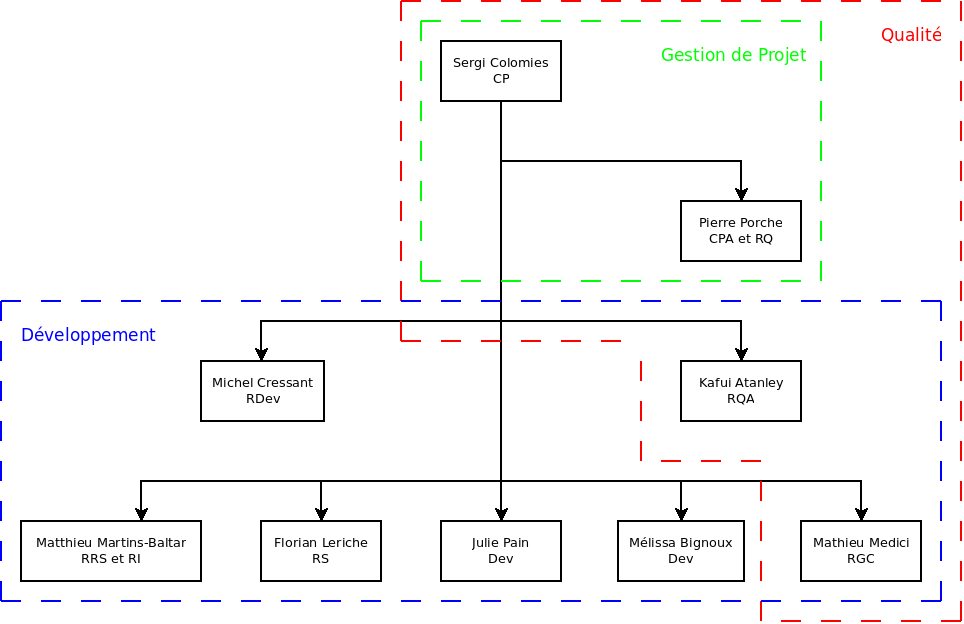 Qualité
Gestion de Projet
Sergi Colomies
CP
Pierre Porche
CPA et RQ
Développement
Michel Cressant
RDev
Kafui Atanley
RQA
Matthieu Martins-Baltar
RRS et RI
Florian Leriche
RS
Julie Pain
Dev
Mélissa Bignoux
Dev
Mathieu Medici
RGC